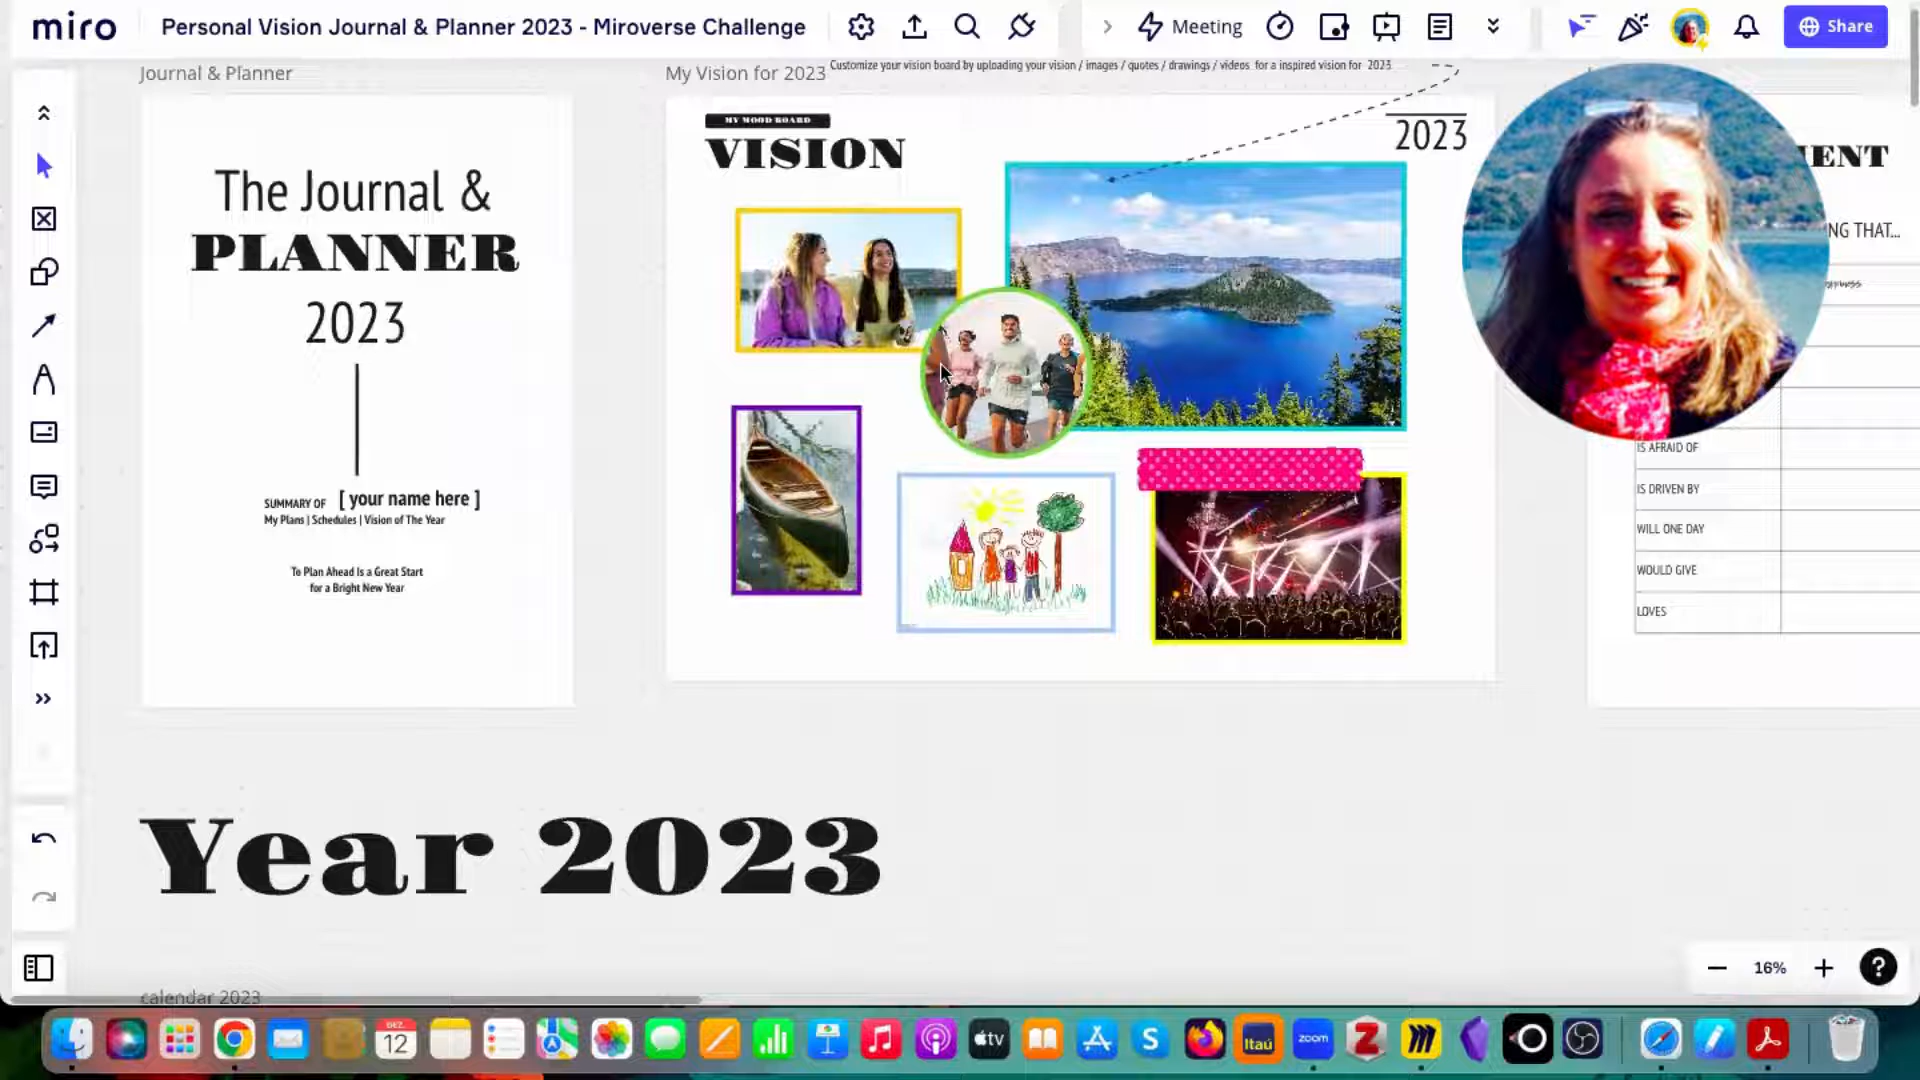 miro
Personal Vision Journal & Planner 2023 - Miroverse Challenge
Meeting
Share
Journal & Planner
My Vision for 2023
Customize your vision board by uploading your vision / images / quotes / drawings / videos for a inspired vision for 2023
The Journal &
PLANNER
2023
SUMMARY OF [ your name here ]
My Plans | Schedules | Vision of The Year
To Plan Ahead Is a Great Start
for a Bright New Year
MY MOOD BOARD
VISION
2023
NG THAT...
IS AFRAID OF
IS DRIVEN BY
WILL ONE DAY
WOULD GIVE
LOVES
Year 2023
calendar 2023
16%
?
DEZ.
12
tv
Itaú
zoom